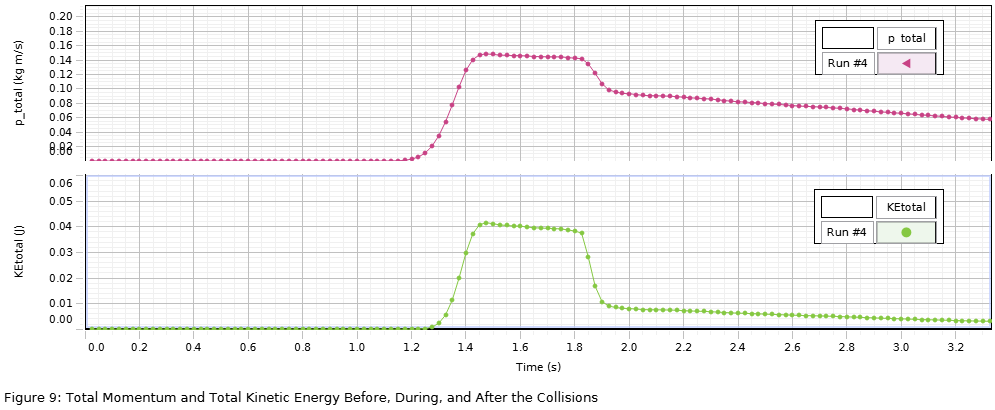 0.20
0.18
0.16
0.14
0.12
0.10
0.08
0.06
0.04
0.02
0.00
p_total (kg m/s)
p total
Run #4
0.06
0.05
0.04
0.03
0.02
0.01
0.00
KEtotal (J)
KEtotal
Run #4
0.0 0.2 0.4 0.6 0.8 1.0 1.2 1.4 1.6 1.8 2.0 2.2 2.4 2.6 2.8 3.0 3.2
Time (s)
Figure 9: Total Momentum and Total Kinetic Energy Before, During, and After the Collisions